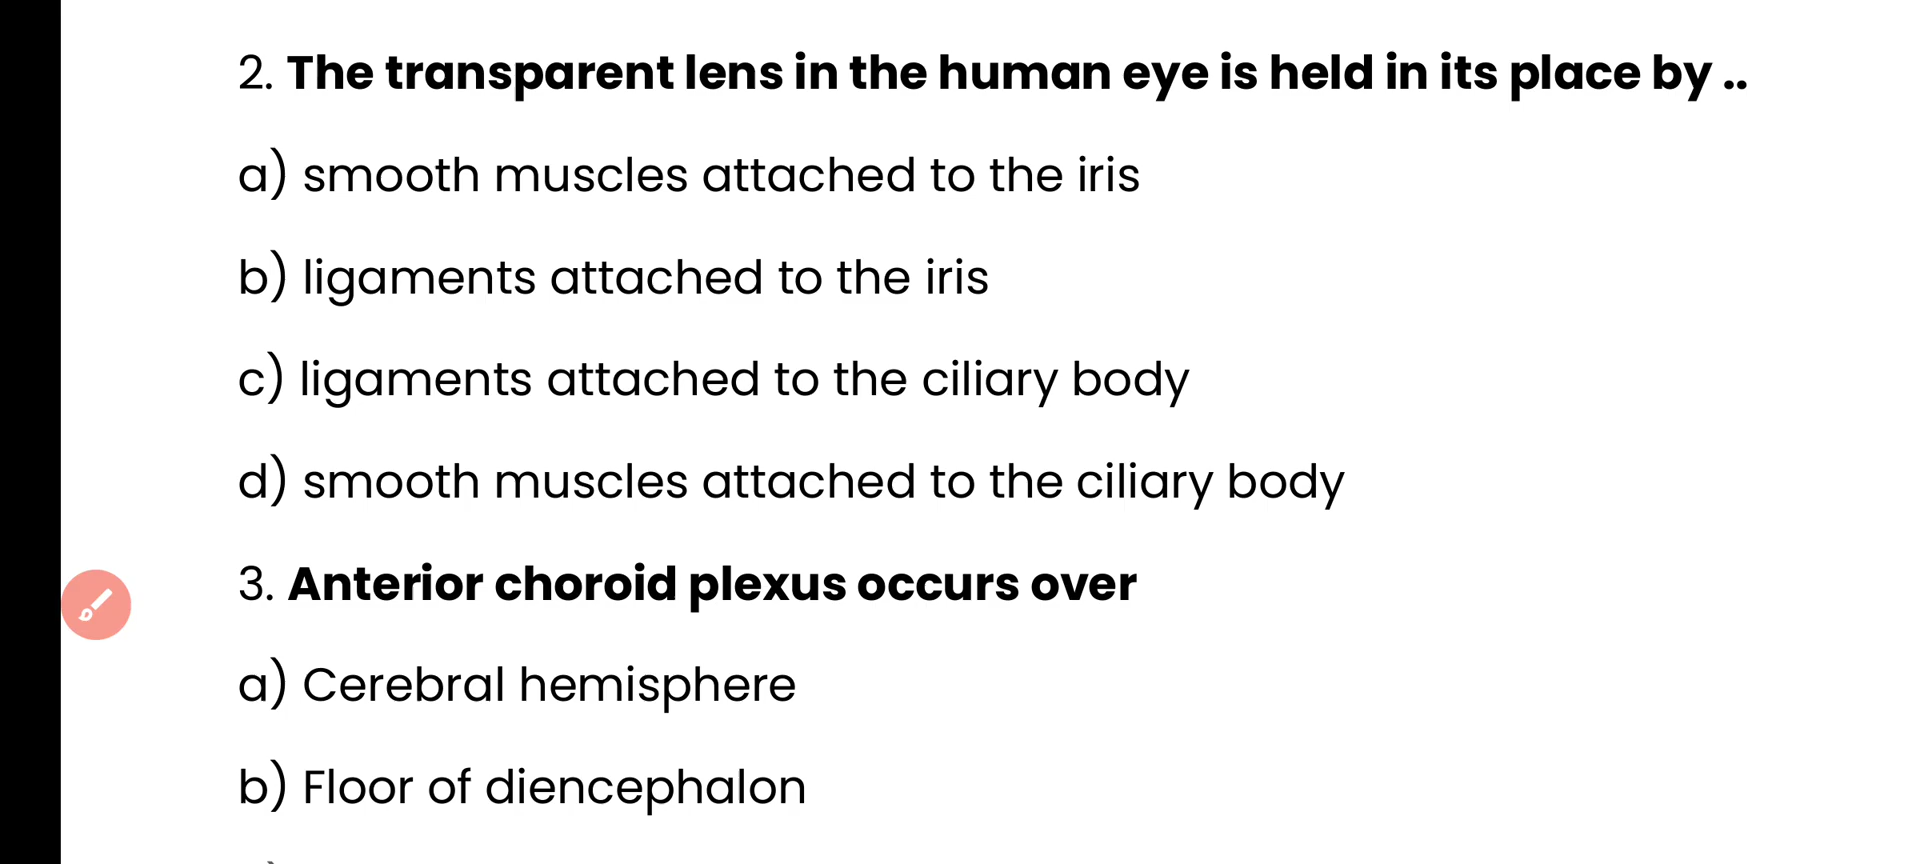 2. The transparent lens in the human eye is held in its place by ..
a) smooth muscles attached to the iris
b) ligaments attached to the iris
c) ligaments attached to the ciliary body
d) smooth muscles attached to the ciliary body
3. Anterior choroid plexus occurs over
a) Cerebral hemisphere
b) Floor of diencephalon